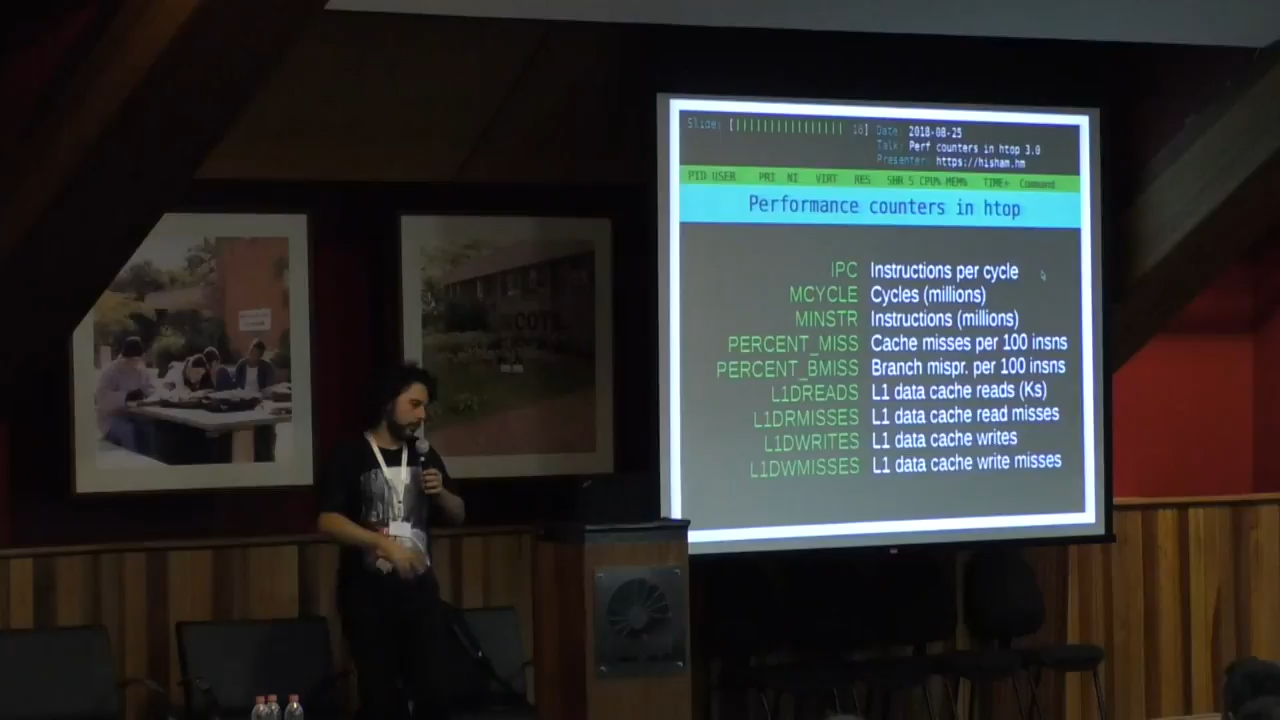 Slide: [||||||||||||||||| 18] Date: 2018-08-25
Talk: Perf counters in htop 3.0
Presenter: https://hisham.hm
PID USER PRI NI VIRT RES SHR S CPU% MEM% TIME+ Command
Performance counters in htop
IPC Instructions per cycle
MCYCLE Cycles (millions)
MINSTR Instructions (millions)
PERCENT_MISS Cache misses per 100 insns
PERCENT_BMISS Branch mispr. per 100 insns
L1DREADS L1 data cache reads (Ks)
L1DRMISSES L1 data cache read misses
L1DWRITES L1 data cache writes
L1DWMISSES L1 data cache write misses